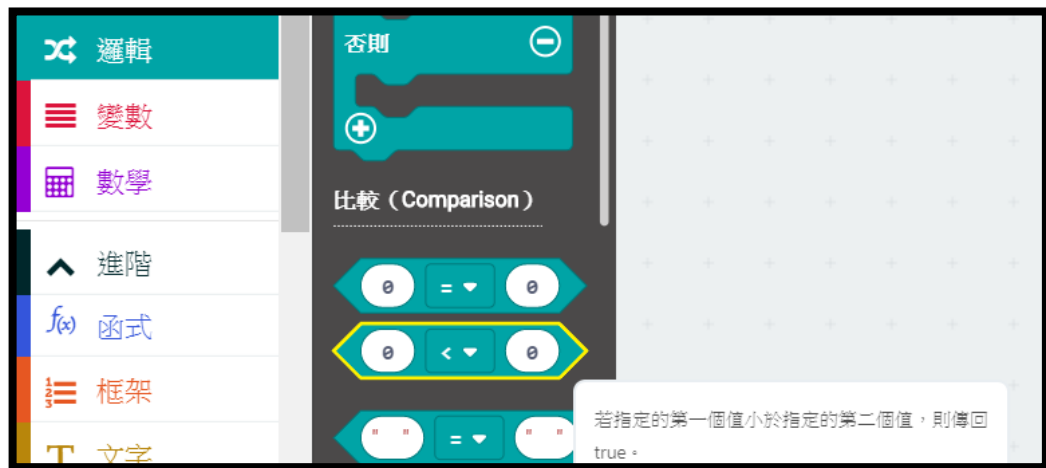 邏輯
變數
數學
進階
f(x) 函式
框架
T 文字
否則
比較（Comparison）
0 = 0
0 < 0
" " = " "
若指定的第一個值小於指定的第二個值，則傳回
true。